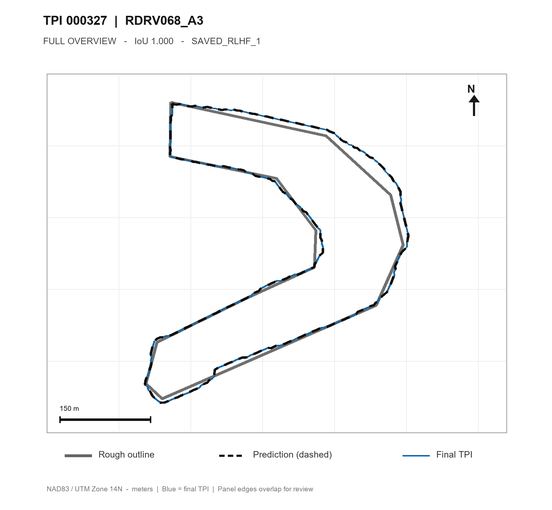 TPI 000327 | RDRV068_A3
FULL OVERVIEW - IoU 1.000 - SAVED_RLHF_1
N
150 m
Rough outline
Prediction (dashed)
Final TPI
NAD83 / UTM Zone 14N - meters | Blue = final TPI | Panel edges overlap for review